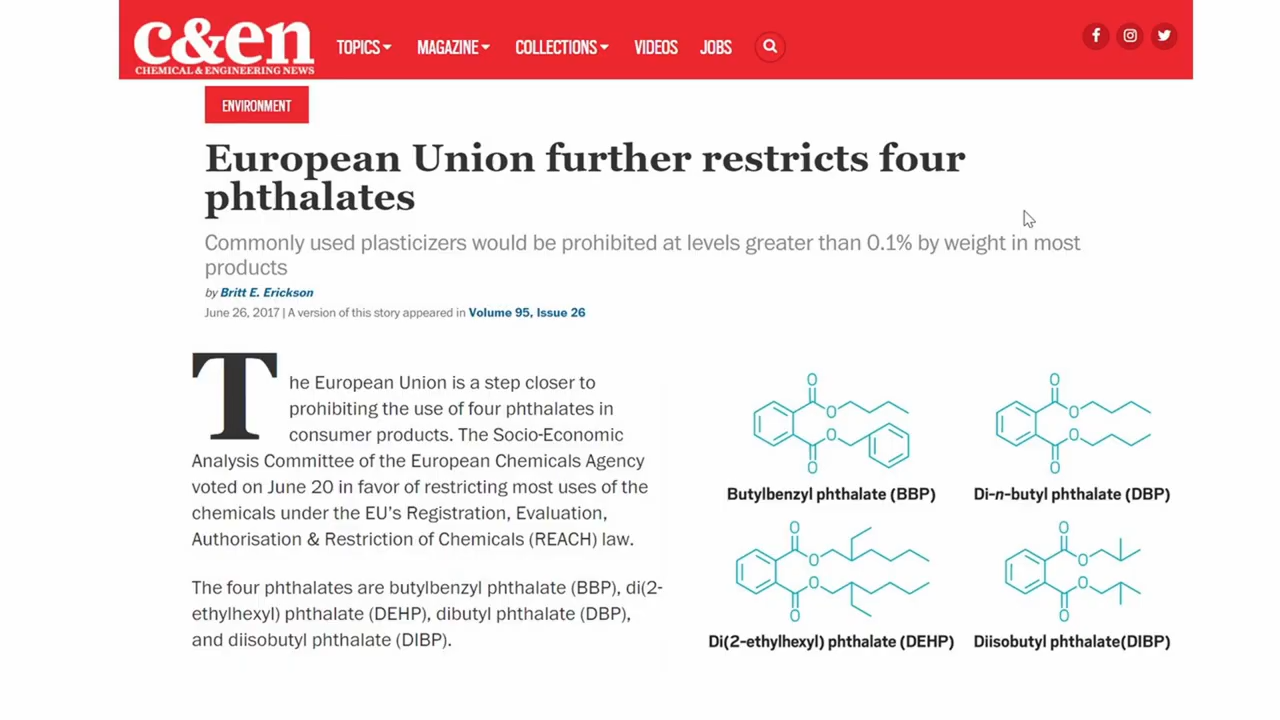 c&en
CHEMICAL & ENGINEERING NEWS
TOPICS
MAGAZINE
COLLECTIONS
VIDEOS
JOBS
ENVIRONMENT
European Union further restricts four
phthalates
Commonly used plasticizers would be prohibited at levels greater than 0.1% by weight in most
products
by Britt E. Erickson
June 26, 2017 | A version of this story appeared in Volume 95, Issue 26
The European Union is a step closer to
prohibiting the use of four phthalates in
consumer products. The Socio-Economic
Analysis Committee of the European Chemicals Agency
voted on June 20 in favor of restricting most uses of the
chemicals under the EU's Registration, Evaluation,
Authorisation & Restriction of Chemicals (REACH) law.
The four phthalates are butylbenzyl phthalate (BBP), di(2-
ethylhexyl) phthalate (DEHP), dibutyl phthalate (DBP),
and diisobutyl phthalate (DIBP).
O
O
O
O
Butylbenzyl phthalate (BBP)
O
O
O
O
Di-n-butyl phthalate (DBP)
O
O
O
O
Di(2-ethylhexyl) phthalate (DEHP)
O
O
O
O
Diisobutyl phthalate(DIBP)